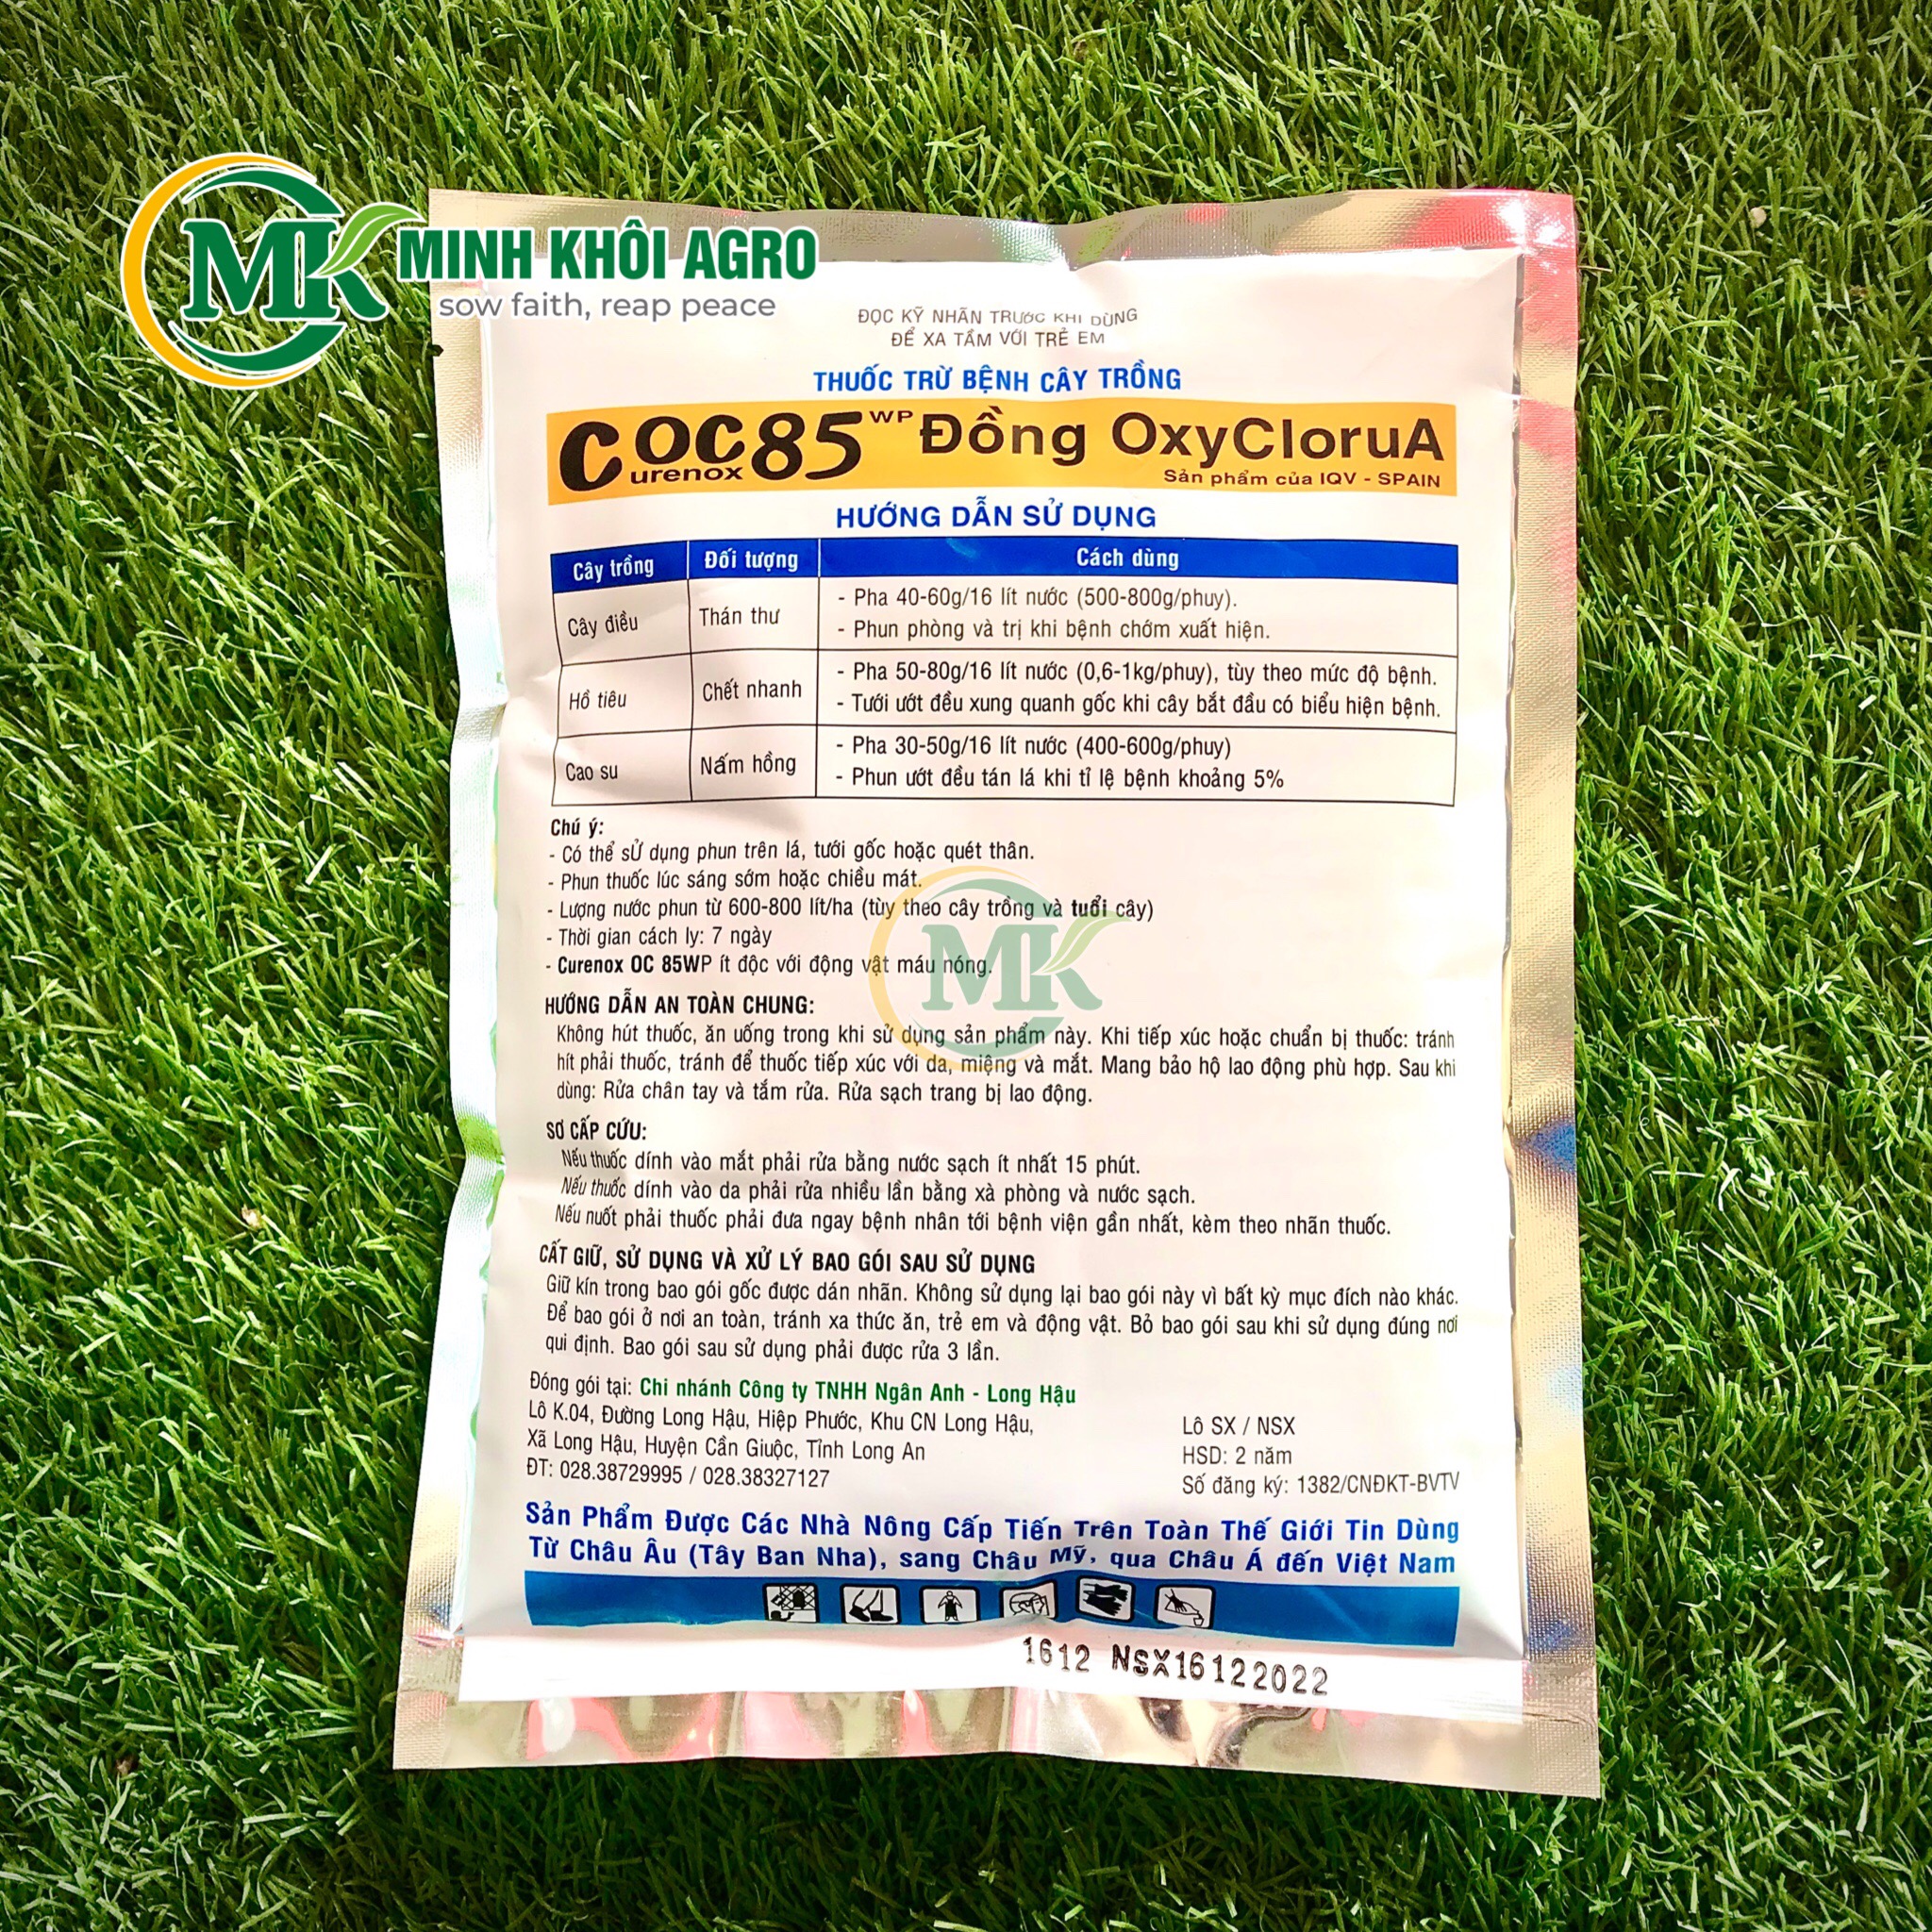 MK MINH KHÔI AGRO
sow faith, reap peace
ĐỌC KỸ NHÃN TRƯỚC KHI DÙNG
ĐỂ XA TẦM VỚI TRẺ EM
THUỐC TRỪ BỆNH CÂY TRỒNG
COC85 WP Đồng OxyCloruA
urenox
Sản phẩm của IQV - SPAIN
HƯỚNG DẪN SỬ DỤNG
Cây trồng Đối tượng Cách dùng
Cây điều Thán thư - Pha 40-60g/16 lít nước (500-800g/phuy).
- Phun phòng và trị khi bệnh chớm xuất hiện.
Hồ tiêu Chết nhanh - Pha 50-80g/16 lít nước (0,6-1kg/phuy), tùy theo mức độ bệnh.
- Tưới ướt đều xung quanh gốc khi cây bắt đầu có biểu hiện bệnh.
Cao su Nấm hồng - Pha 30-50g/16 lít nước (400-600g/phuy)
- Phun ướt đều tán lá khi tỉ lệ bệnh khoảng 5%
Chú ý:
- Có thể sử dụng phun trên lá, tưới gốc hoặc quét thân.
- Phun thuốc lúc sáng sớm hoặc chiều mát.
- Lượng nước phun từ 600-800 lít/ha (tùy theo cây trồng và tuổi cây)
- Thời gian cách ly: 7 ngày
- Curenox OC 85WP ít độc với động vật máu nóng.
MK
HƯỚNG DẪN AN TOÀN CHUNG:
Không hút thuốc, ăn uống trong khi sử dụng sản phẩm này. Khi tiếp xúc hoặc chuẩn bị thuốc: tránh
hít phải thuốc, tránh để thuốc tiếp xúc với da, miệng và mắt. Mang bảo hộ lao động phù hợp. Sau khi
dùng: Rửa chân tay và tắm rửa. Rửa sạch trang bị lao động.
SƠ CẤP CỨU:
Nếu thuốc dính vào mắt phải rửa bằng nước sạch ít nhất 15 phút.
Nếu thuốc dính vào da phải rửa nhiều lần bằng xà phòng và nước sạch.
Nếu nuốt phải thuốc phải đưa ngay bệnh nhân tới bệnh viện gần nhất, kèm theo nhãn thuốc.
CẤT GIỮ, SỬ DỤNG VÀ XỬ LÝ BAO GÓI SAU SỬ DỤNG
Giữ kín trong bao gói gốc được dán nhãn. Không sử dụng lại bao gói này vì bất kỳ mục đích nào khác.
Để bao gói ở nơi an toàn, tránh xa thức ăn, trẻ em và động vật. Bỏ bao gói sau khi sử dụng đúng nơi
qui định. Bao gói sau sử dụng phải được rửa 3 lần.
Đóng gói tại: Chi nhánh Công ty TNHH Ngân Anh - Long Hậu
Lô K.04, Đường Long Hậu, Hiệp Phước, Khu CN Long Hậu,
Xã Long Hậu, Huyện Cần Giuộc, Tỉnh Long An
ĐT: 028.38729995 / 028.38327127
Lô SX / NSX
HSD: 2 năm
Số đăng ký: 1382/CNĐKT-BVTV
Sản Phẩm Được Các Nhà Nông Cấp Tiến Trên Toàn Thế Giới Tin Dùng
Từ Châu Âu (Tây Ban Nha), sang Châu Mỹ, qua Châu Á đến Việt Nam
1612 NSX16122022